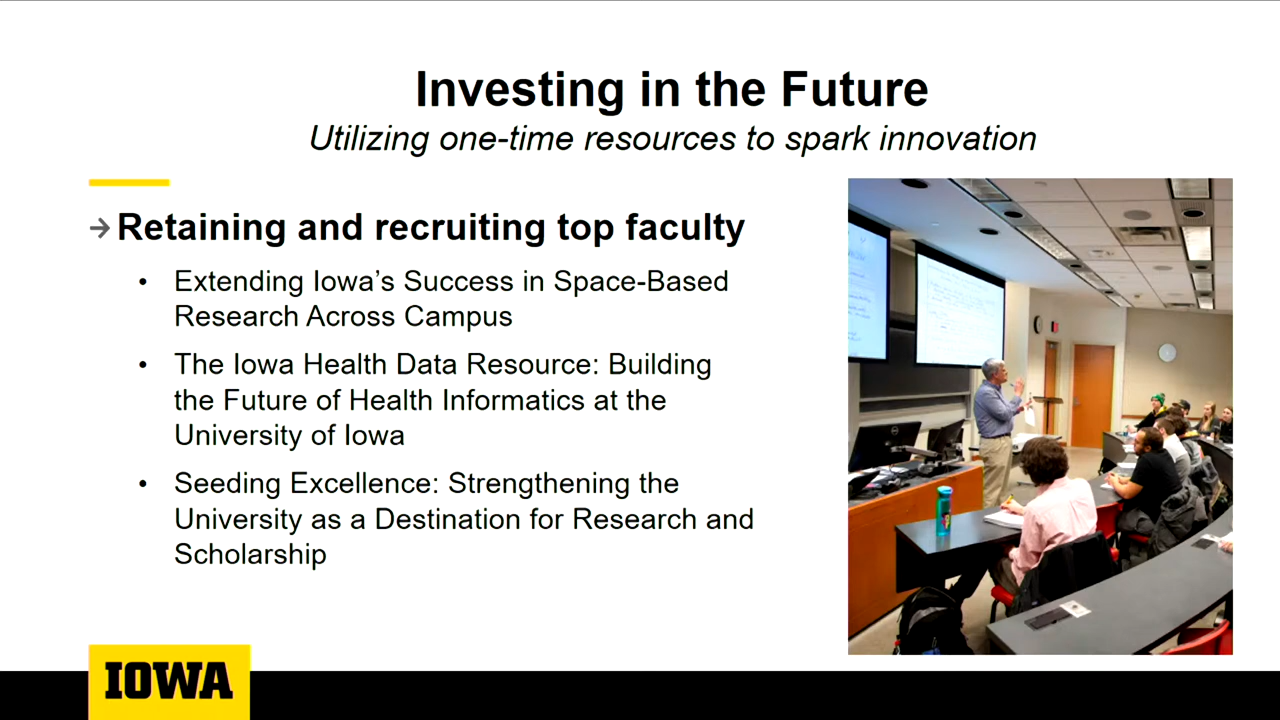 Investing in the Future
Utilizing one-time resources to spark innovation
→ Retaining and recruiting top faculty
• Extending Iowa’s Success in Space-Based
Research Across Campus
• The Iowa Health Data Resource: Building
the Future of Health Informatics at the
University of Iowa
• Seeding Excellence: Strengthening the
University as a Destination for Research and
Scholarship
IOWA